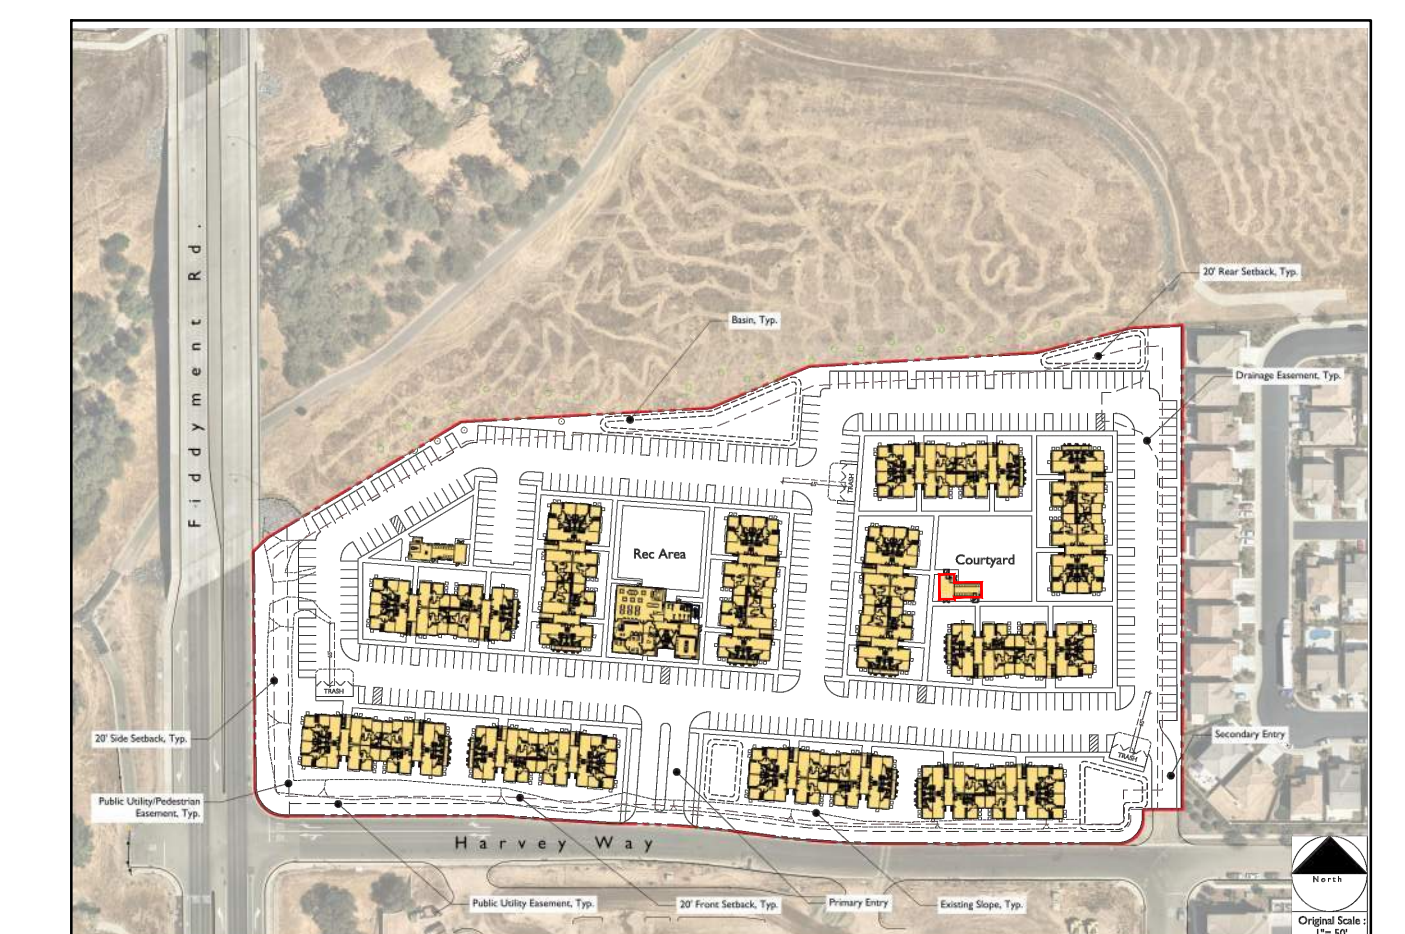 20' Rear Setback, Typ.
Fiddyment Rd.
Basin, Typ.
Drainage Easement, Typ.
TRASH
Rec Area
Courtyard
TRASH
20' Side Setback, Typ.
Secondary Entry
TRASH
Public Utility/Pedestrian
Easement, Typ.
Harvey Way
North
Public Utility Easement, Typ.
20' Front Setback, Typ.
Primary Entry
Existing Slope, Typ.
Original Scale :
1"= 50'